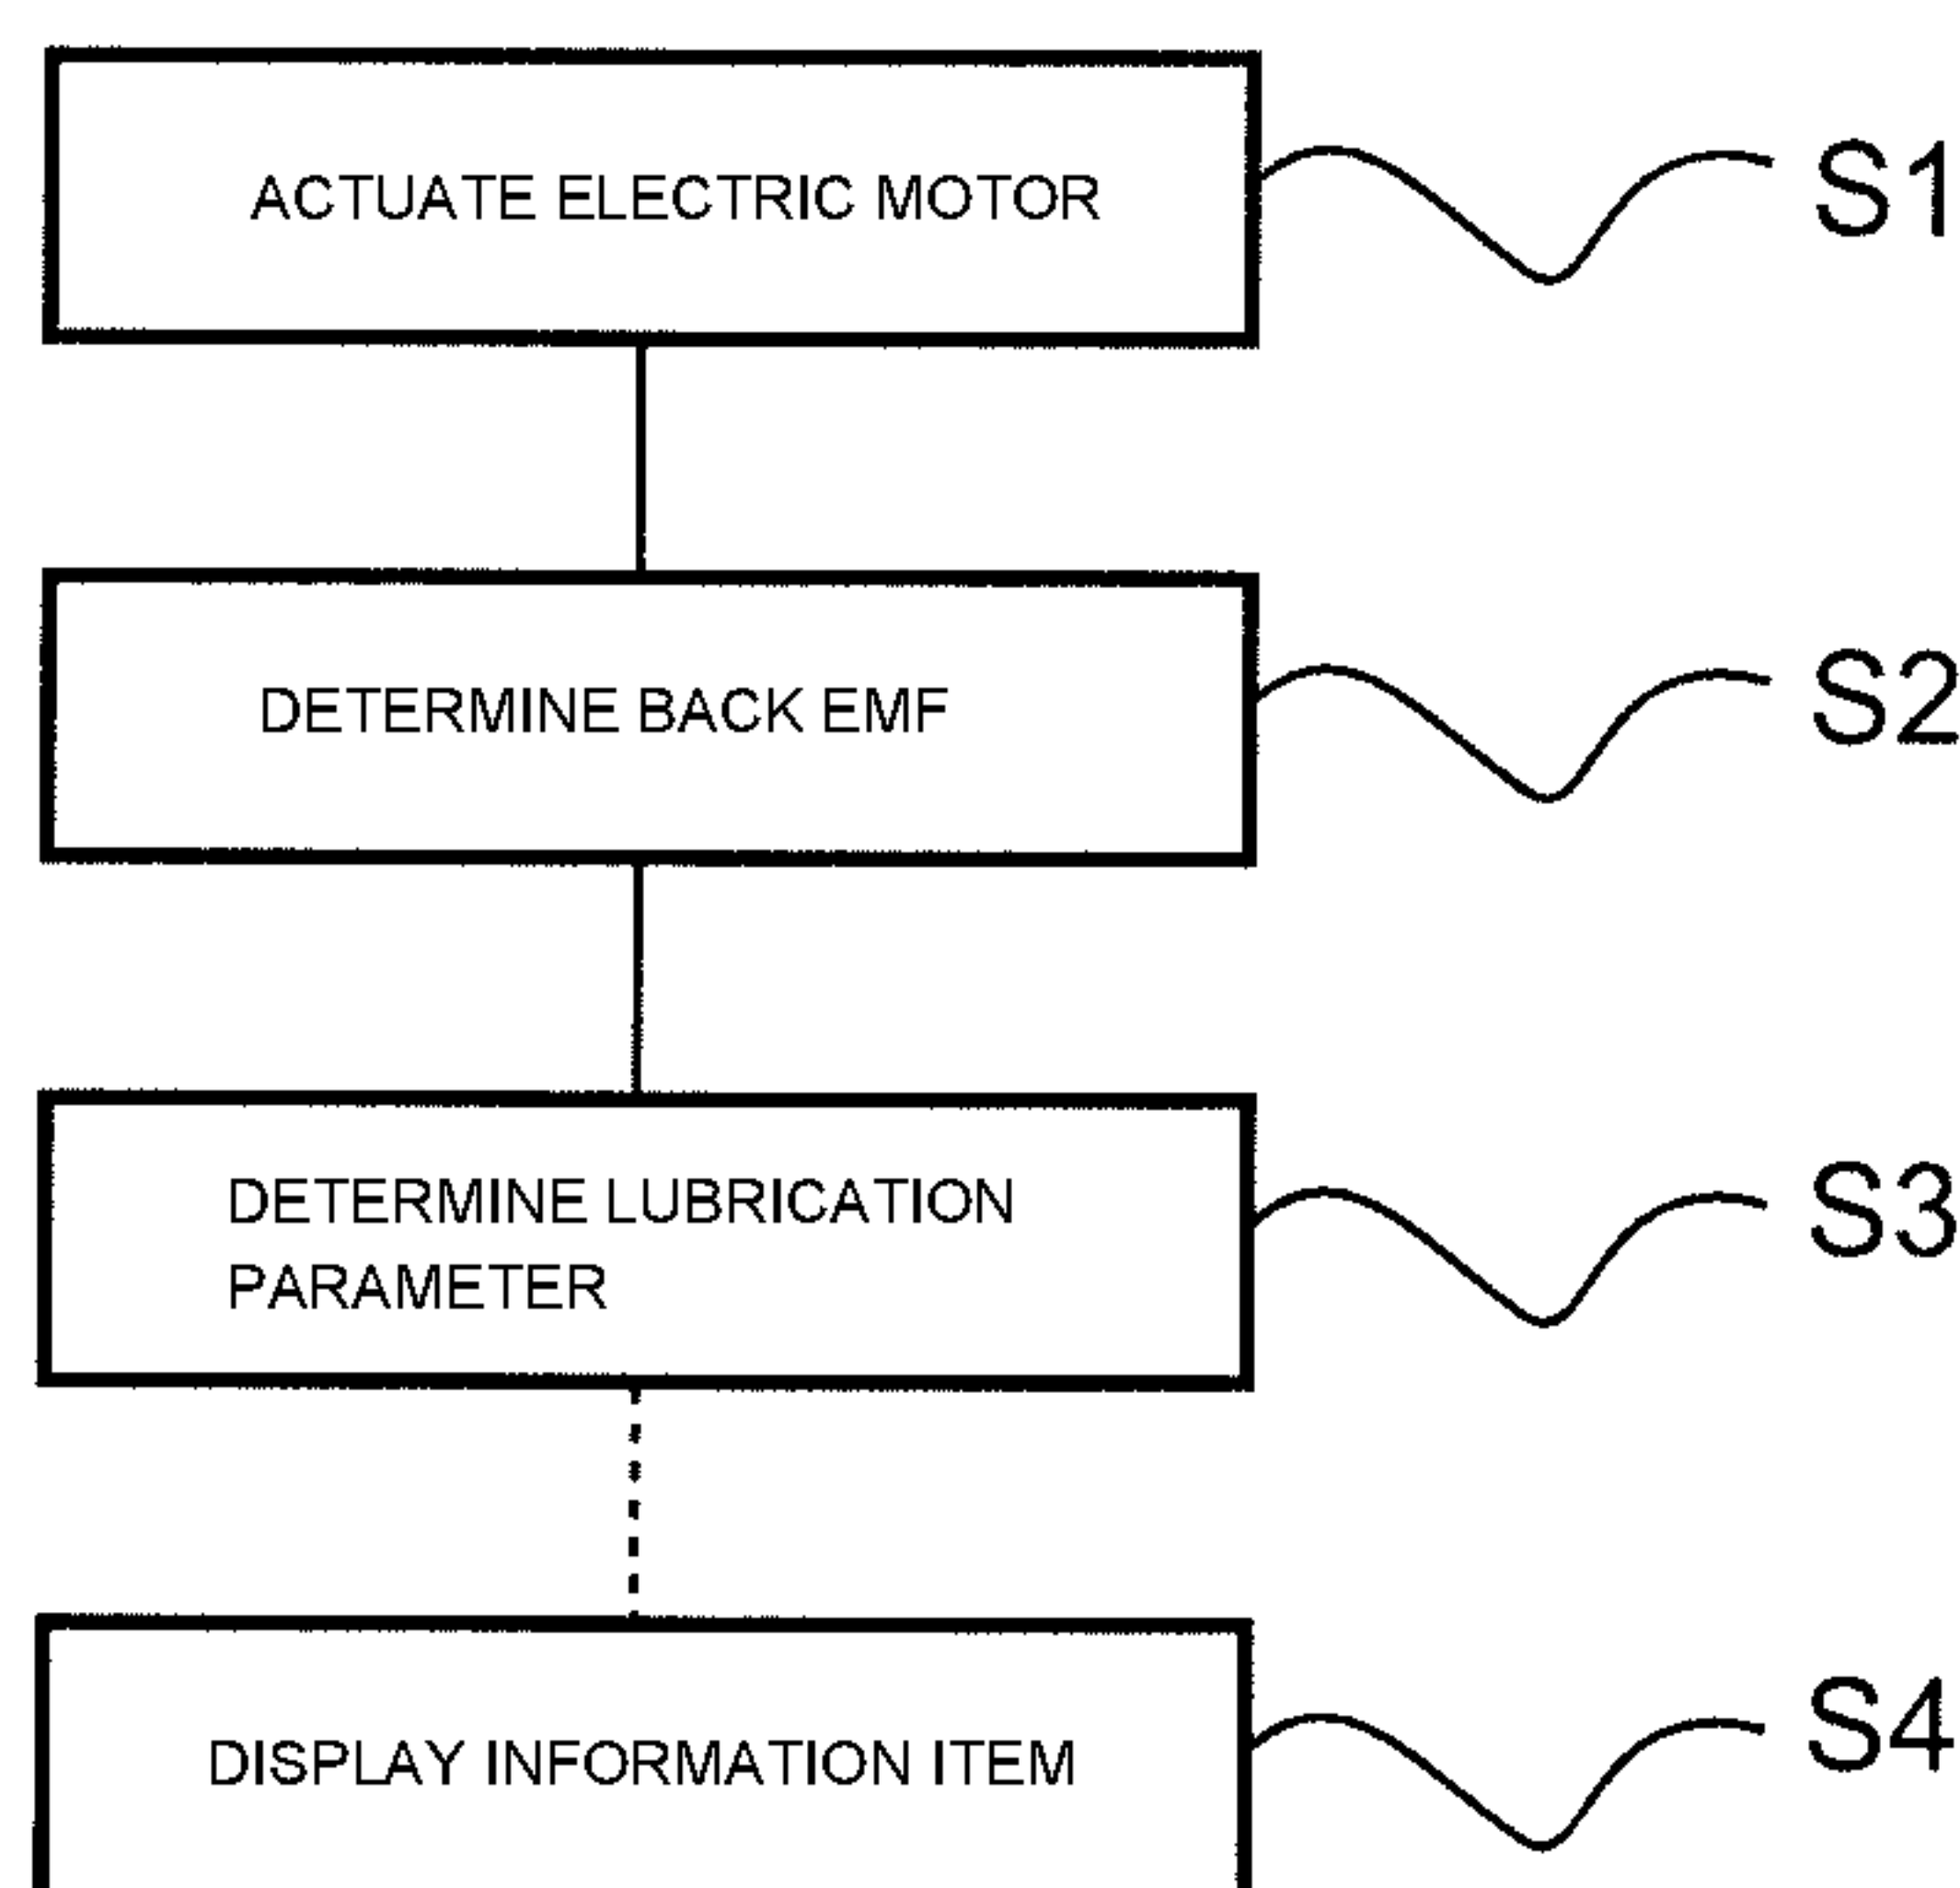 ACTUATE ELECTRIC MOTOR
S1
DETERMINE BACK EMF
S2
DETERMINE LUBRICATION
PARAMETER
S3
DISPLAY INFORMATION ITEM
S4